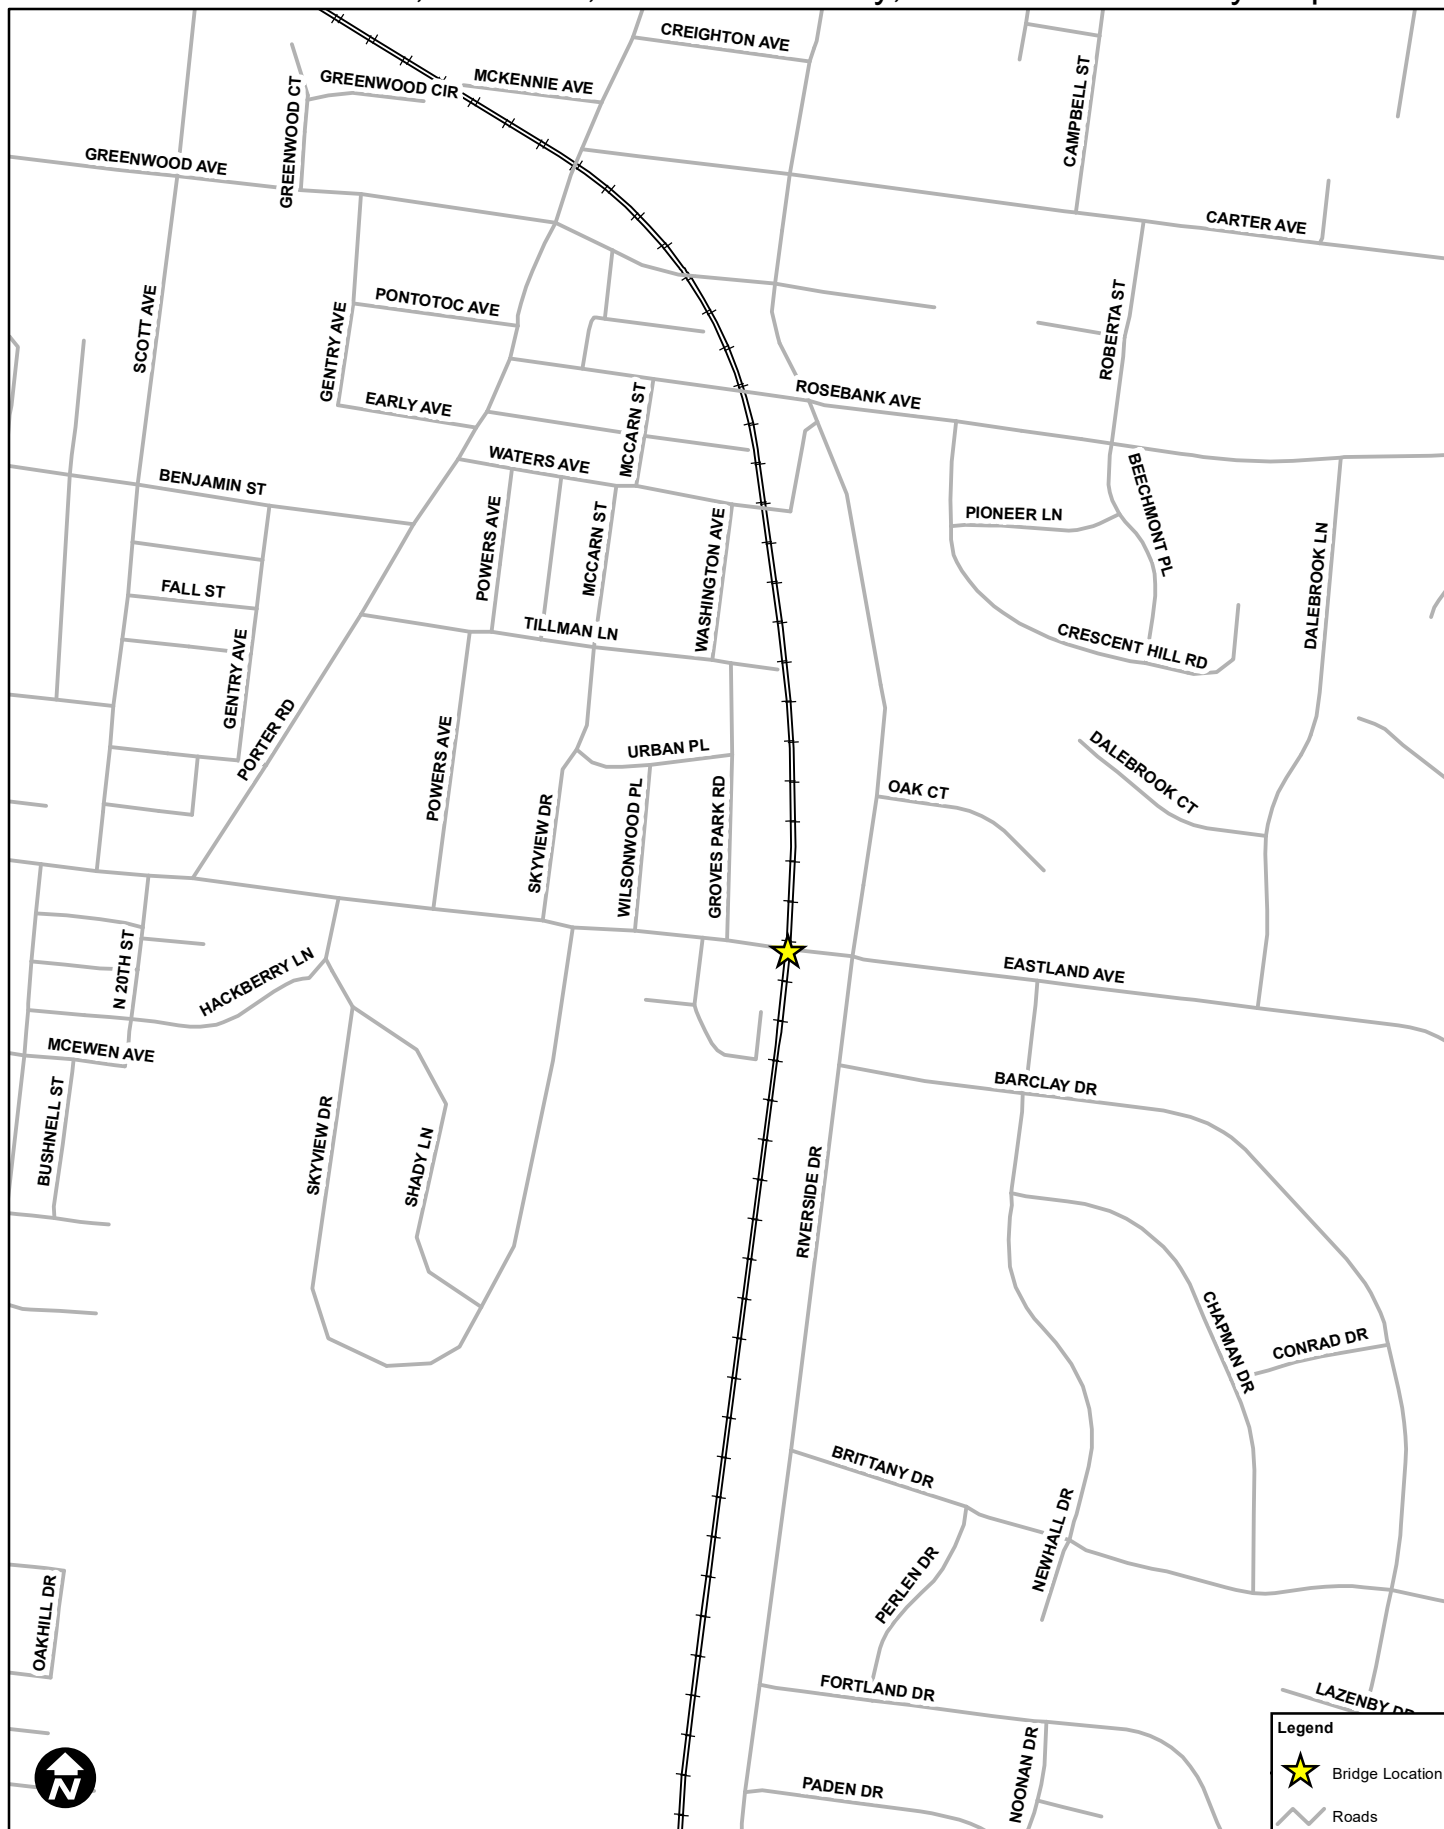 CREIGHTON AVE
MCKENNIE AVE
GREENWOOD CIR
GREENWOOD CT
CAMPBELL ST
GREENWOOD AVE
CARTER AVE
SCOTT AVE
PONTOTOC AVE
GENTRY AVE
ROBERTA ST
EARLY AVE
MCCARN ST
ROSEBANK AVE
WATERS AVE
BENJAMIN ST
POWERS AVE
MCCARN ST
WASHINGTON AVE
PIONEER LN
BEECHMONT PL
DALEBROOK LN
FALL ST
TILLMAN LN
GENTRY AVE
CRESCENT HILL RD
PORTER RD
POWERS AVE
URBAN PL
SKYVIEW DR
WILSONWOOD PL
GROVES PARK RD
OAK CT
DALEBROOK CT
N 20TH ST
HACKBERRY LN
EASTLAND AVE
MCEWEN AVE
BUSHNELL ST
BARCLAY DR
SKYVIEW DR
SHADY LN
RIVERSIDE DR
CHAPMAN DR
CONRAD DR
BRITTANY DR
NEWHALL DR
PERLEN DR
OAKHILL DR
FORTLAND DR
LAZENBY DR
NOONAN DR
PADEN DR
N
Legend
Bridge Location
Roads